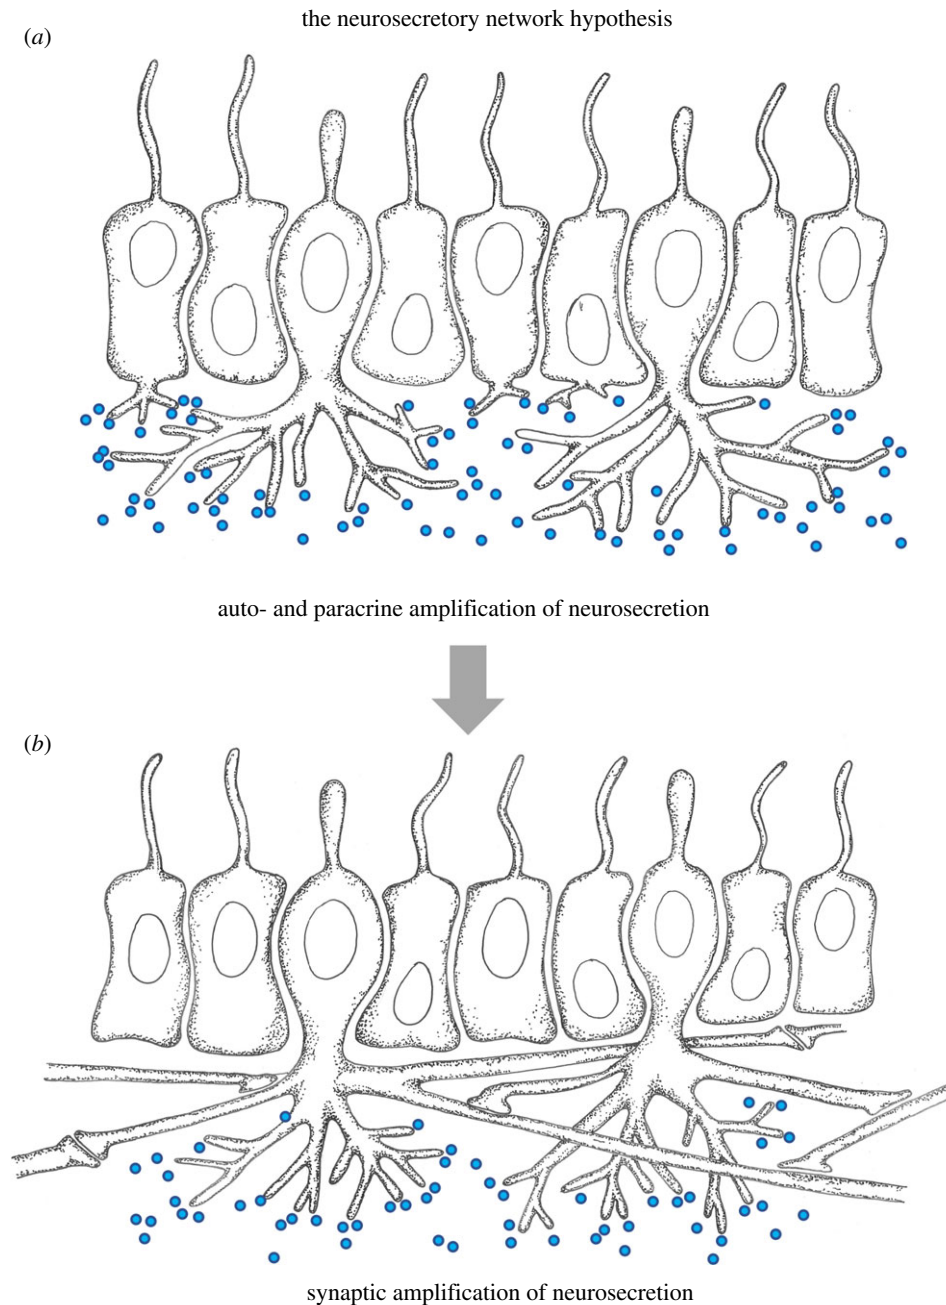 the neurosecretory network hypothesis
(a)
auto- and paracrine amplification of neurosecretion
(b)
synaptic amplification of neurosecretion